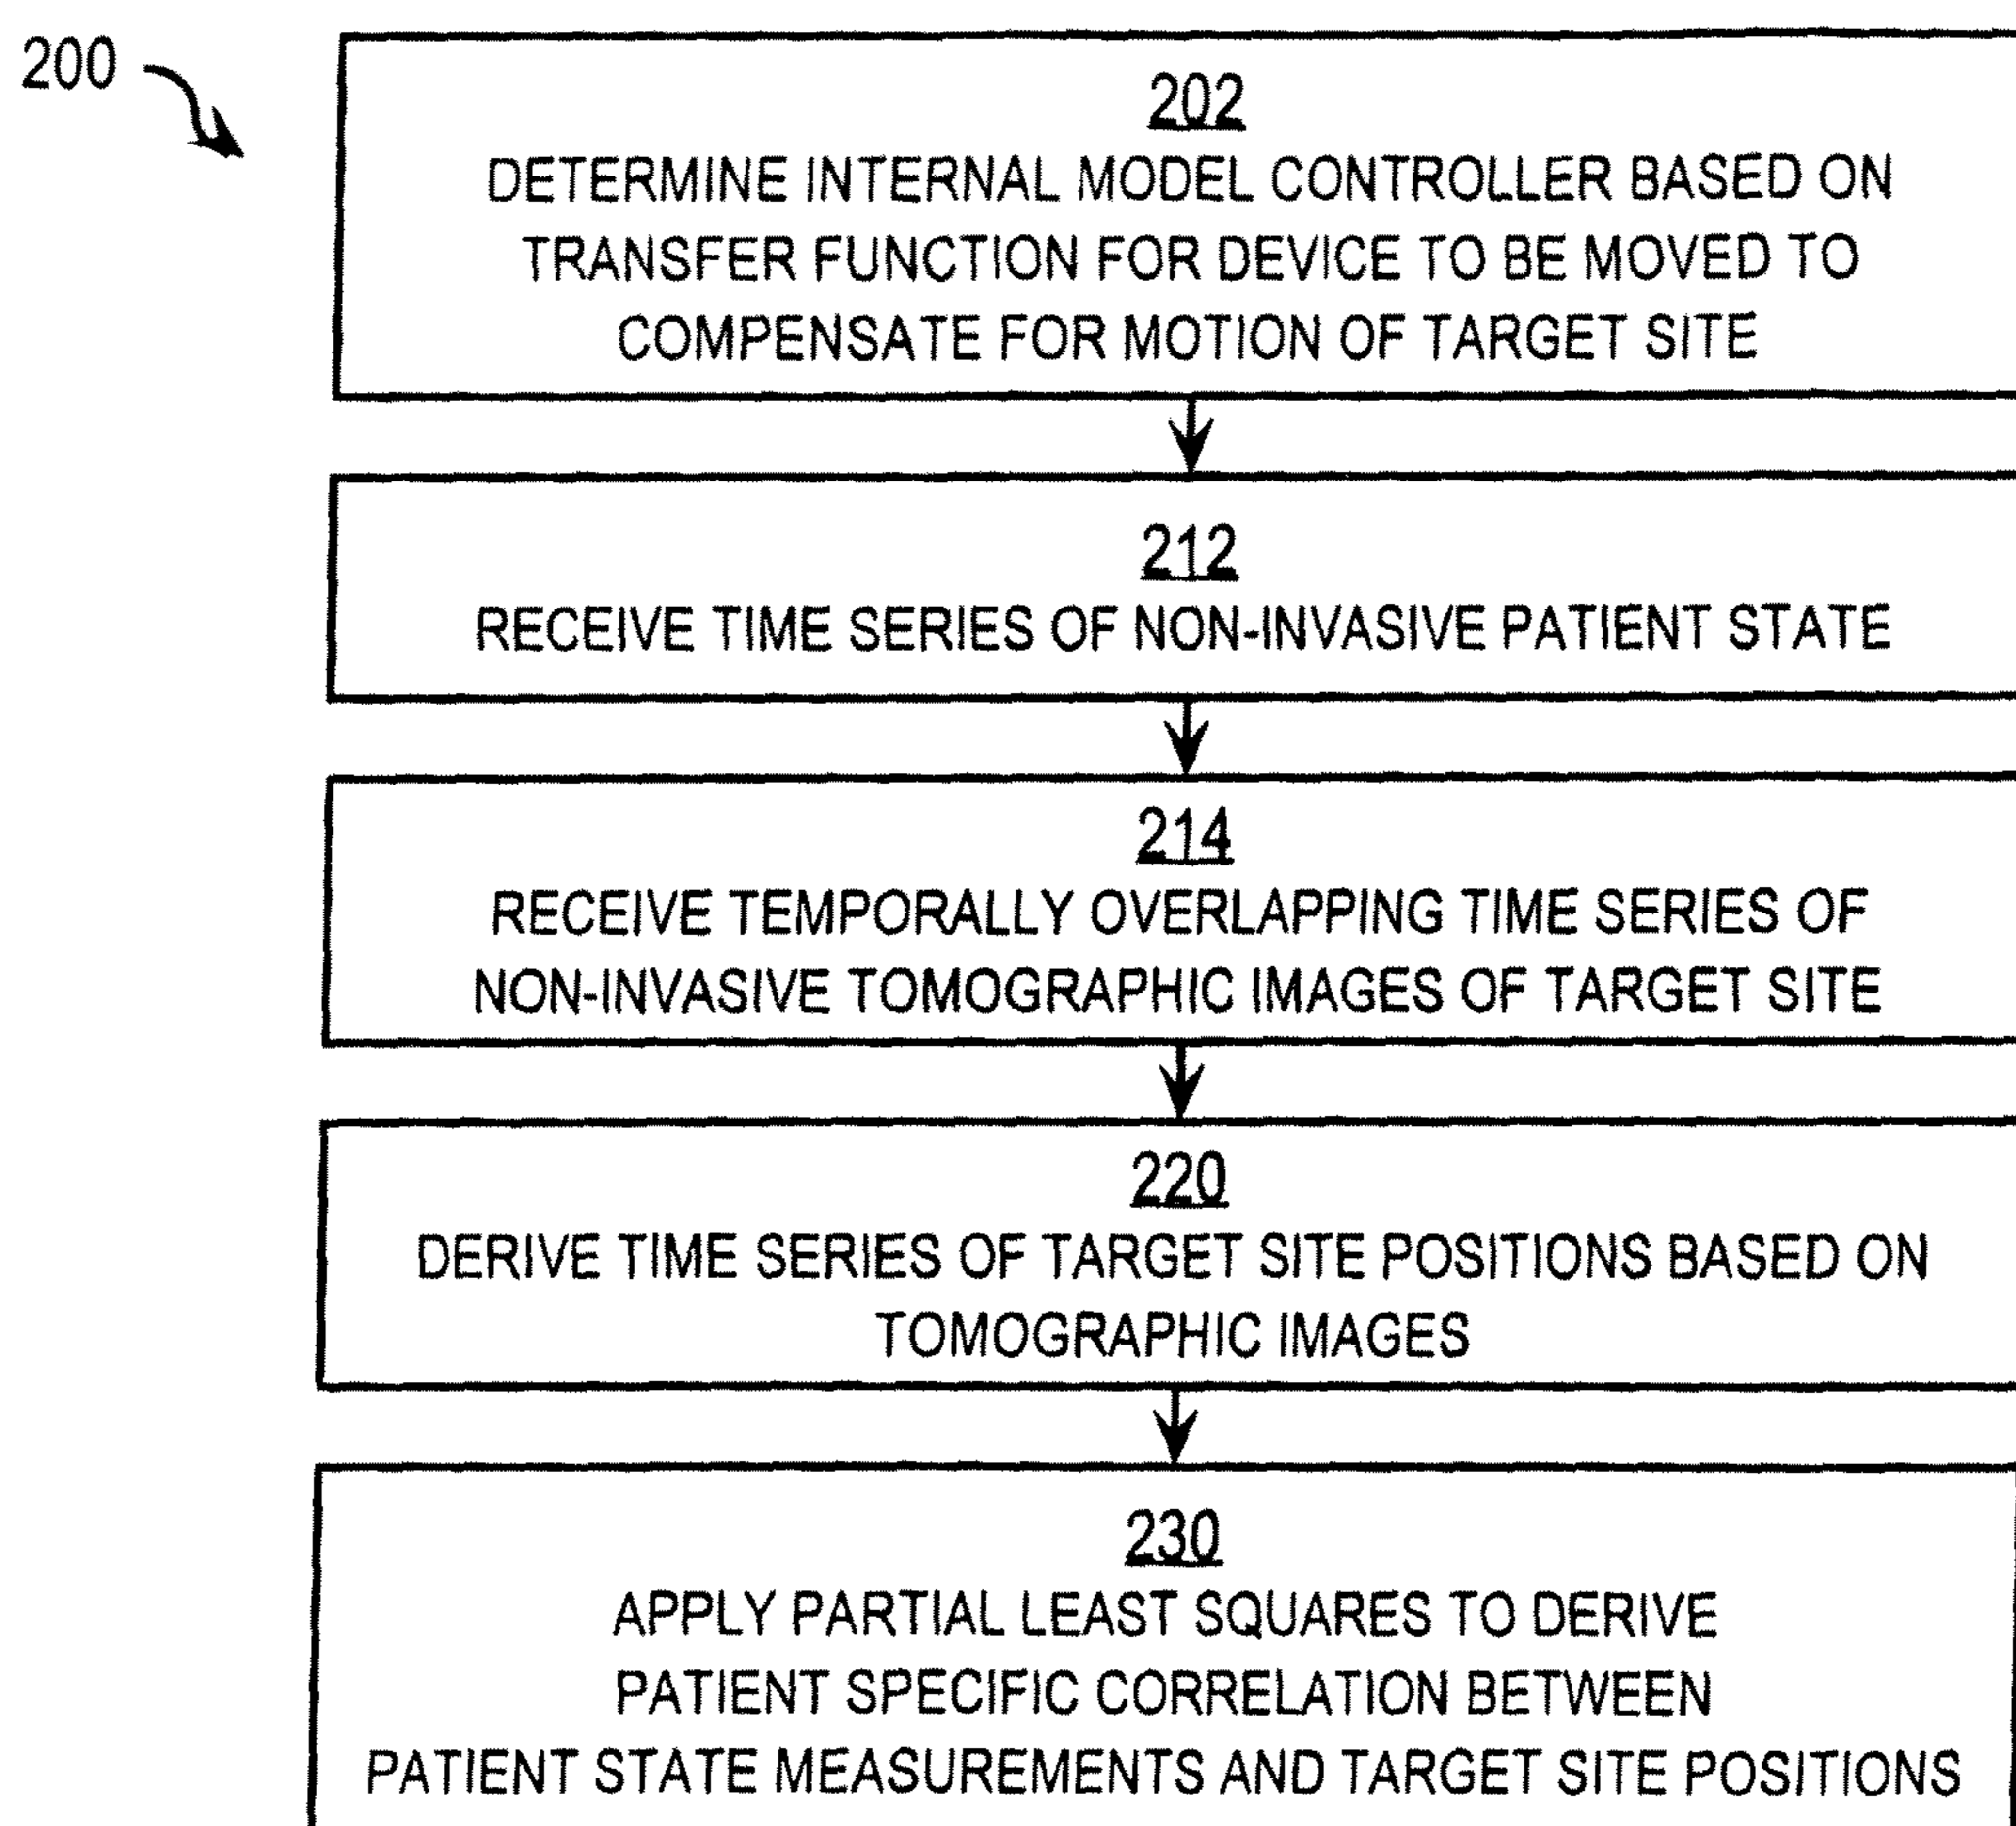 200
202
DETERMINE INTERNAL MODEL CONTROLLER BASED ON
TRANSFER FUNCTION FOR DEVICE TO BE MOVED TO
COMPENSATE FOR MOTION OF TARGET SITE
212
RECEIVE TIME SERIES OF NON-INVASIVE PATIENT STATE
214
RECEIVE TEMPORALLY OVERLAPPING TIME SERIES OF
NON-INVASIVE TOMOGRAPHIC IMAGES OF TARGET SITE
220
DERIVE TIME SERIES OF TARGET SITE POSITIONS BASED ON
TOMOGRAPHIC IMAGES
230
APPLY PARTIAL LEAST SQUARES TO DERIVE
PATIENT SPECIFIC CORRELATION BETWEEN
PATIENT STATE MEASUREMENTS AND TARGET SITE POSITIONS